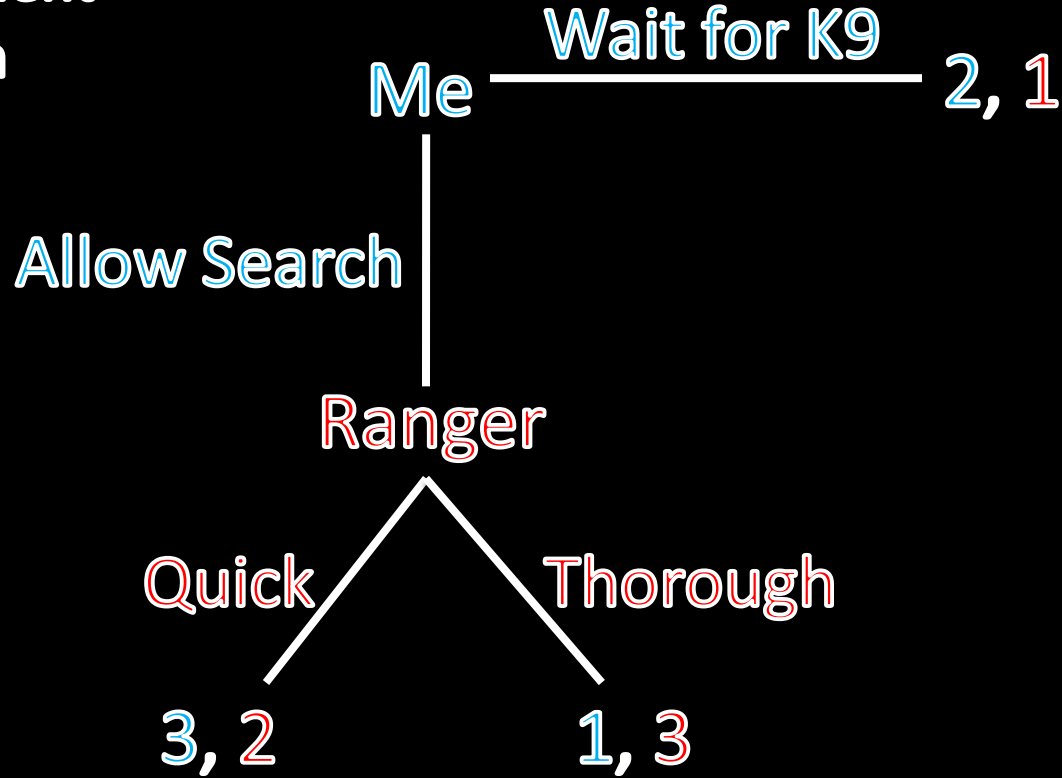 Wait for K9
Me
2, 1
Allow Search
Ranger
Quick
Thorough
3, 2
1, 3